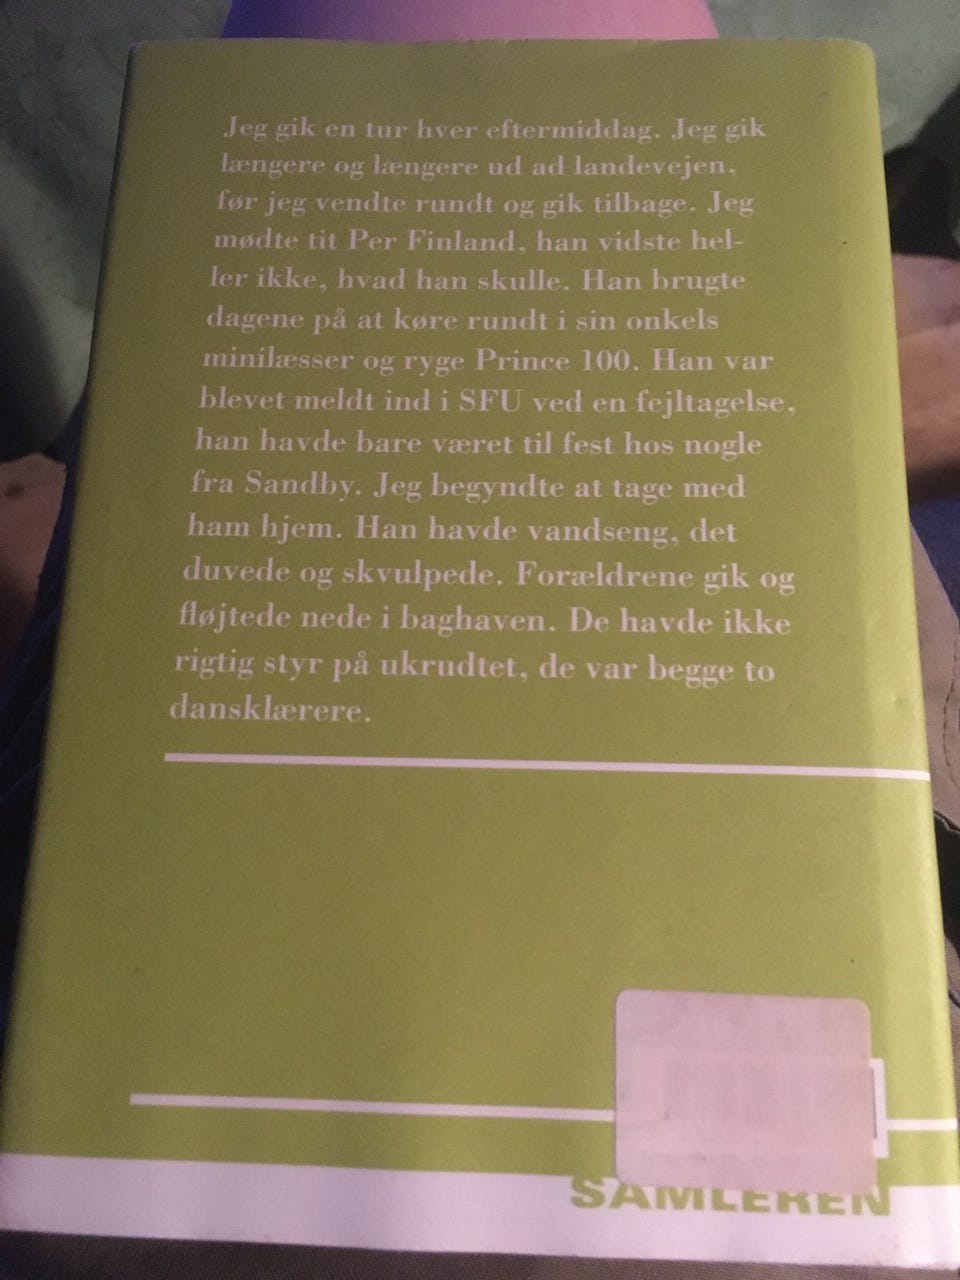 Jeg gik en tur hver eftermiddag. Jeg gik
længere og længere ud ad landevejen,
før jeg vendte rundt og gik tilbage. Jeg
mødte tit Per Finland, han vidste hel-
ler ikke, hvad han skulle. Han brugte
dagene på at køre rundt i sin onkels
minilæsser og ryge Prince 100. Han var
blevet meldt ind i SFU ved en fejltagelse,
han havde bare været til fest hos nogle
fra Sandby. Jeg begyndte at tage med
ham hjem. Han havde vandseng, det
duvede og skvulpede. Forældrene gik og
fløjtede nede i baghaven. De havde ikke
rigtig styr på ukrudtet, de var begge to
dansklærere.
SAMLEREN